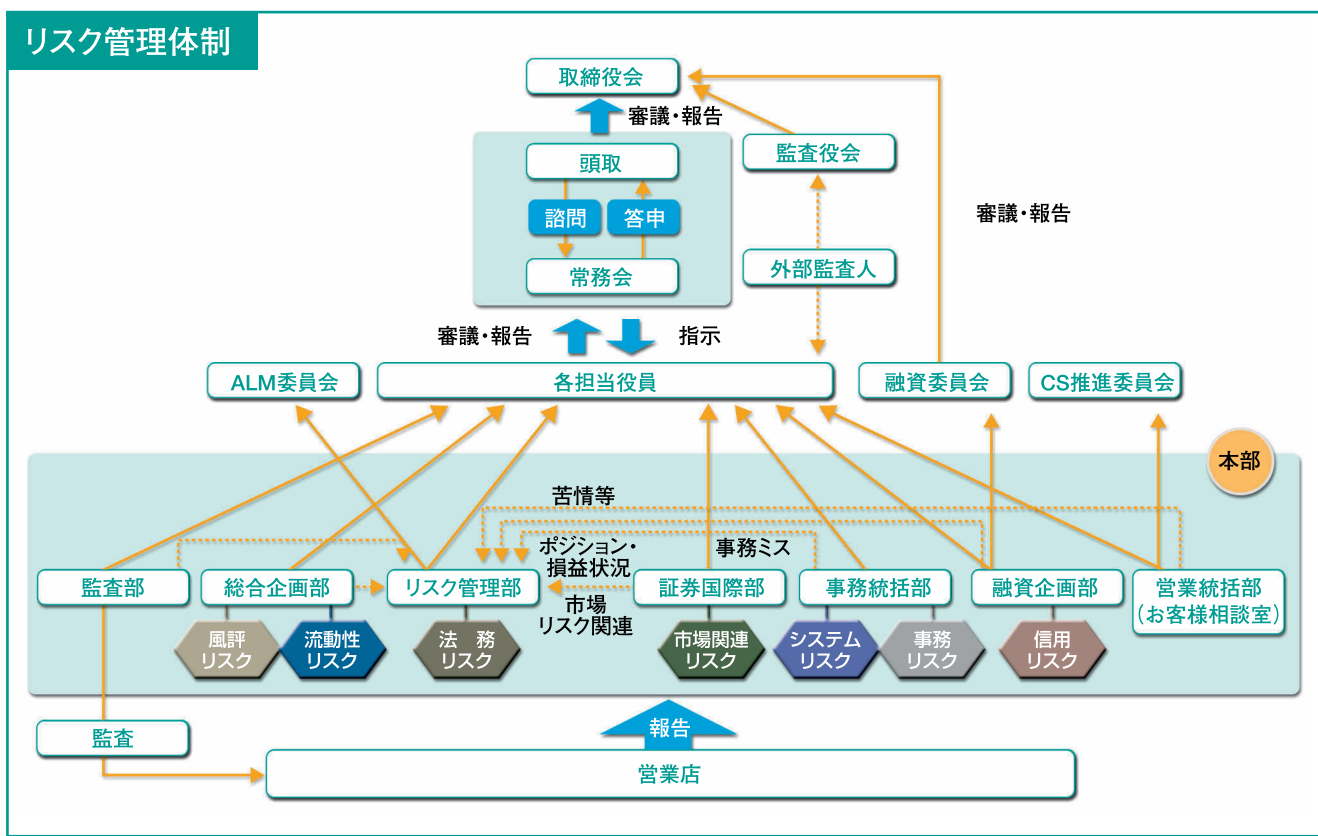 リスク管理体制
取締役会
審議・報告
頭取
監査役会
諮問
答申
審議・報告
常務会
外部監査人
審議・報告
指示
ALM委員会
各担当役員
融資委員会
CS推進委員会
本部
苦情等
ポジション・
損益状況
事務ミス
監査部
総合企画部
リスク管理部
証券国際部
事務統括部
融資企画部
営業統括部
(お客様相談室)
市場
リスク関連
風評
リスク
流動性
リスク
法 務
リスク
市場関連
リスク
システム
リスク
事務
リスク
信用
リスク
監査
報告
営業店